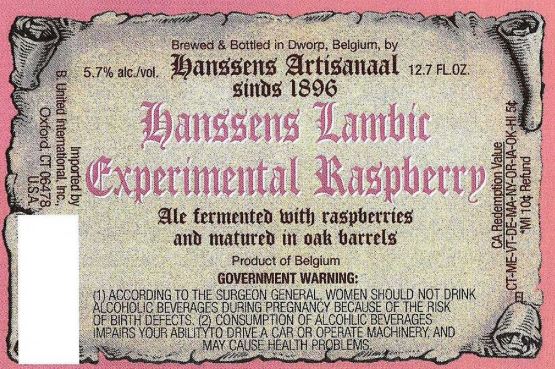 Brewed & Bottled in Dworp, Belgium, by
5.7% alc./vol. Hanssens Artisanaal 12.7 FL.OZ.
sinds 1896
Hanssens Lambic
Experimental Raspberry
Ale fermented with raspberries
and matured in oak barrels
Product of Belgium
GOVERNMENT WARNING:
(1) ACCORDING TO THE SURGEON GENERAL, WOMEN SHOULD NOT DRINK
ALCOHOLIC BEVERAGES DURING PREGNANCY BECAUSE OF THE RISK
OF BIRTH DEFECTS. (2) CONSUMPTION OF ALCOHLIC BEVERAGES
IMPAIRS YOUR ABILITYTO DRIVE A CAR OR OPERATE MACHINERY, AND
MAY CAUSE HEALTH PROBLEMS.
Imported by
B. United International, Inc.,
Oxford, CT 06478
U.S.A.
CA Redemption Value
CT-ME-VT-DE-MA-NY-OR-IA-OK-HI 5¢
*MI 10¢ Refund